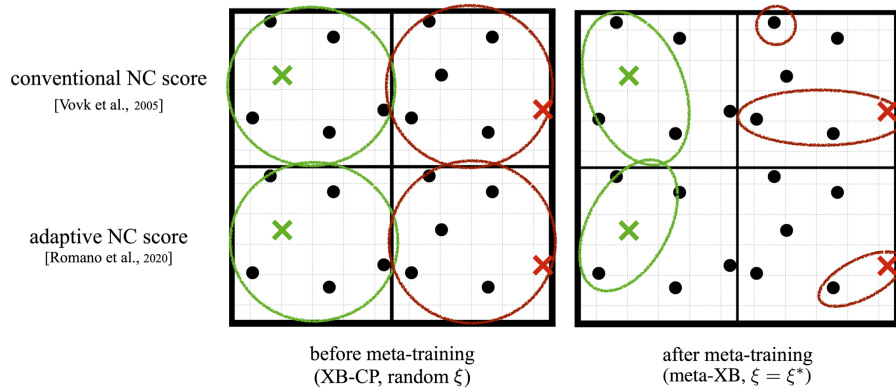 conventional NC score
[Vovk et al., 2005]
adaptive NC score
[Romano et al., 2020]
before meta-training
(XB-CP, random ξ)
after meta-training
(meta-XB, ξ = ξ*)